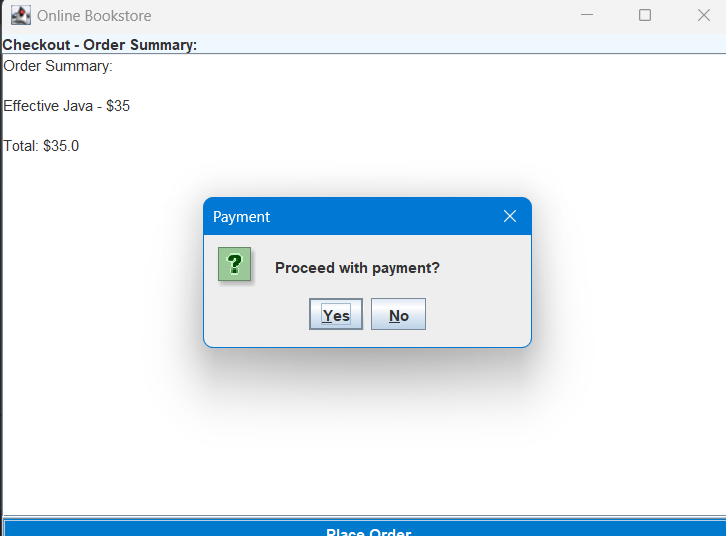 Online Bookstore
Checkout - Order Summary:
Order Summary:
Effective Java - $35
Total: $35.0
Payment
?
Proceed with payment?
Yes No
Place Order